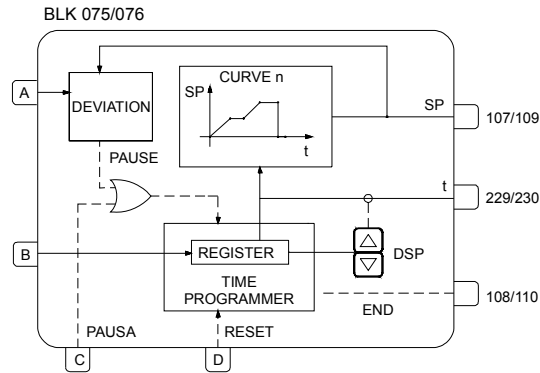 BLK 075/076
A
DEVIATION
CURVE n
SP
t
SP
107/109
PAUSE
t
229/230
B
REGISTER
TIME
PROGRAMMER
DSP
108/110
END
PAUSA
RESET
C
D